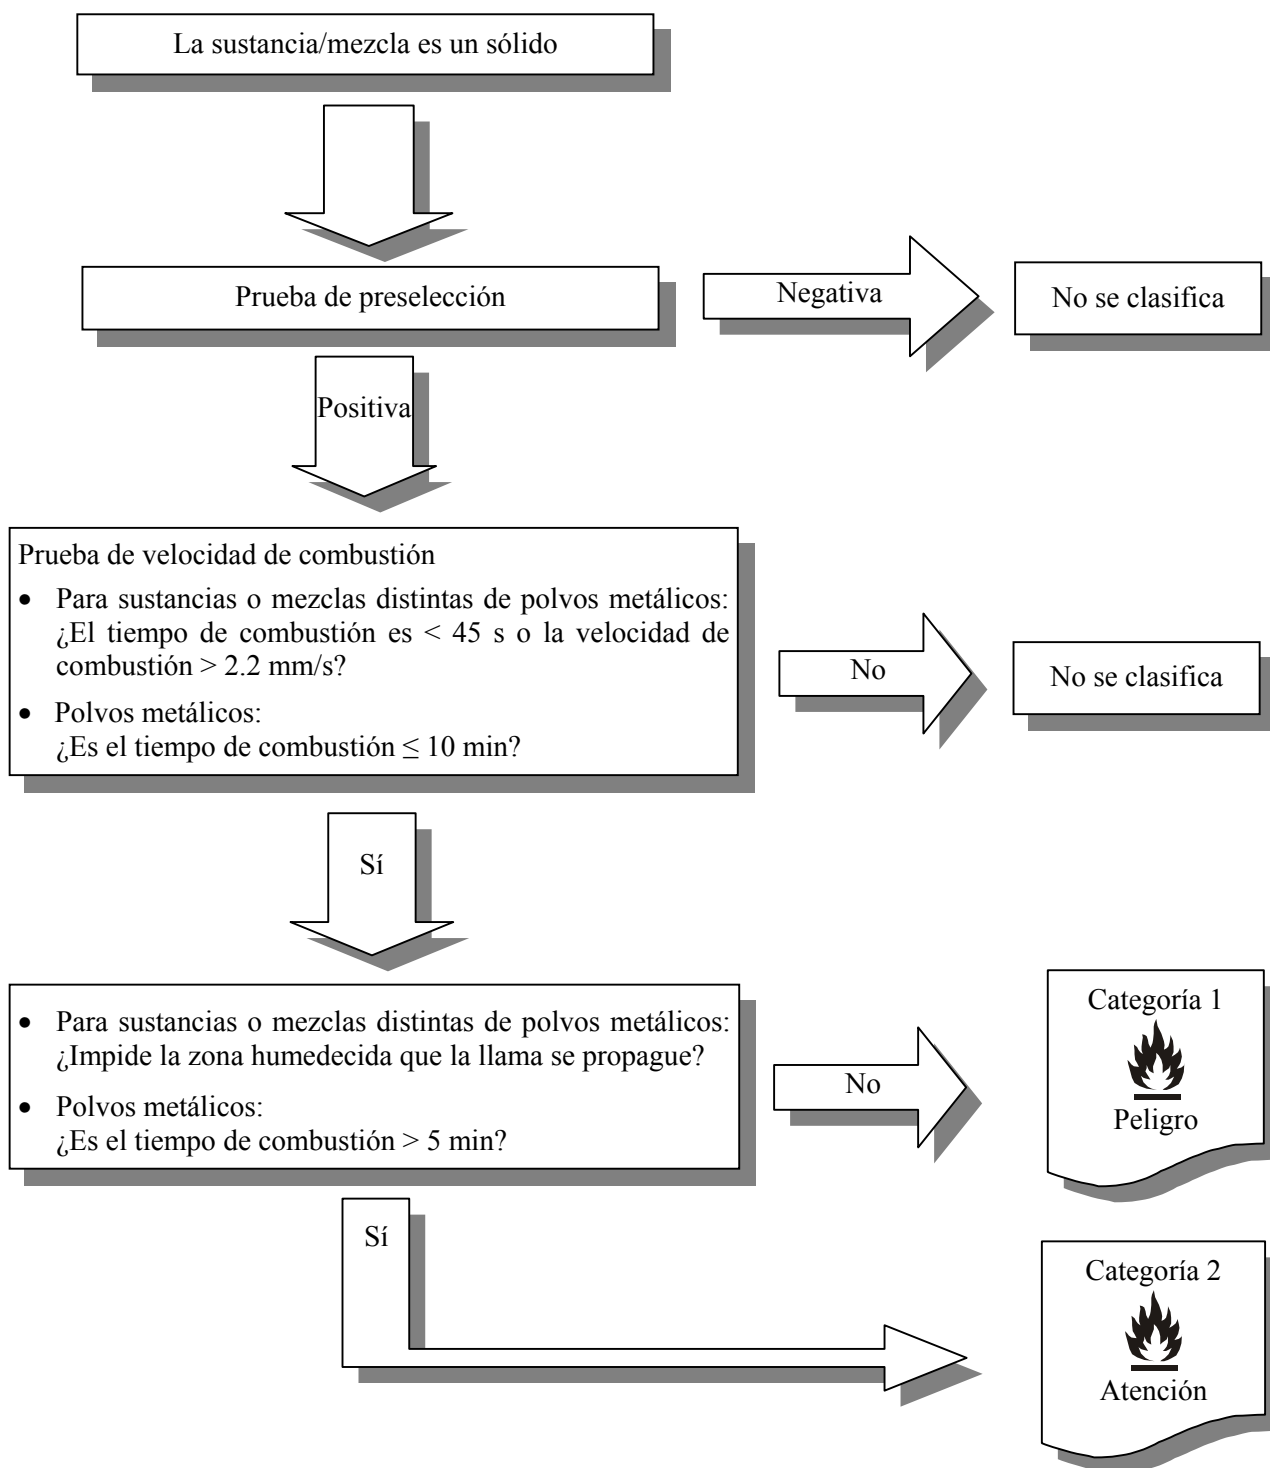 La sustancia/mezcla es un sólido
Prueba de preselección
Negativa
No se clasifica
Positiva
Prueba de velocidad de combustión
• Para sustancias o mezclas distintas de polvos metálicos:
¿El tiempo de combustión es < 45 s o la velocidad de
combustión > 2.2 mm/s?
• Polvos metálicos:
¿Es el tiempo de combustión ≤ 10 min?
No
No se clasifica
Sí
• Para sustancias o mezclas distintas de polvos metálicos:
¿Impide la zona humedecida que la llama se propague?
• Polvos metálicos:
¿Es el tiempo de combustión > 5 min?
No
Categoría 1
Peligro
Sí
Categoría 2
Atención